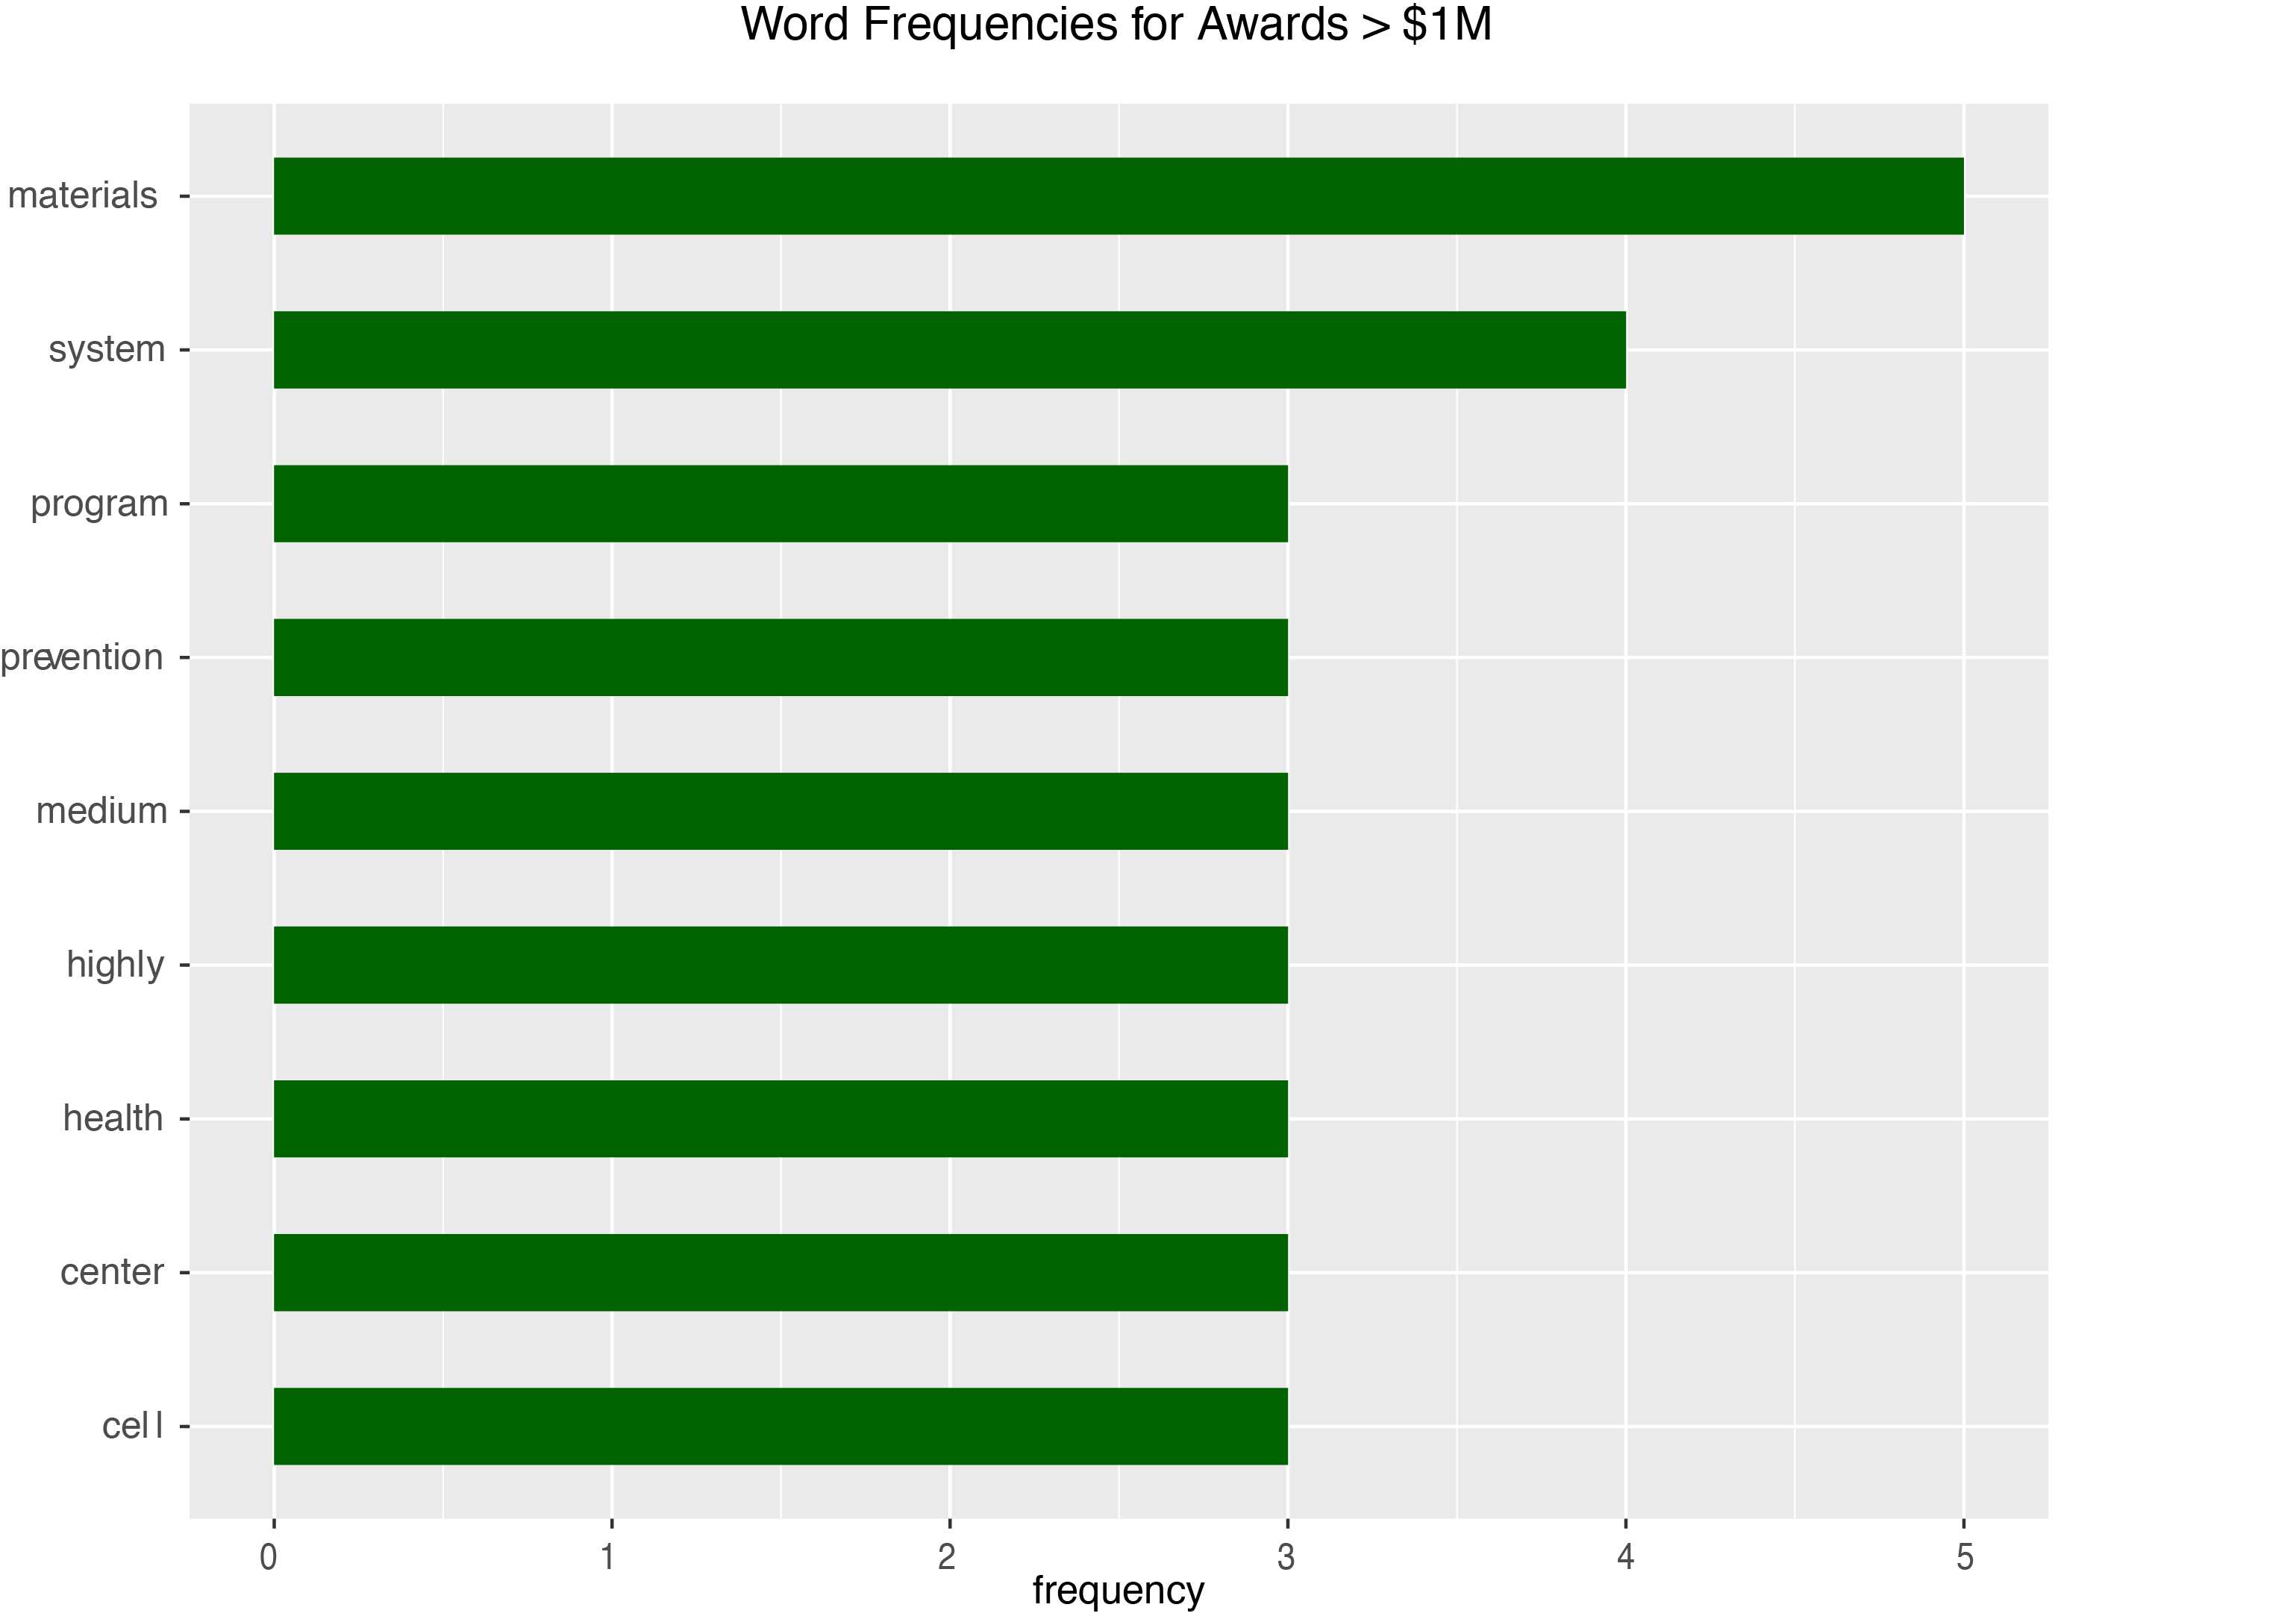 Word Frequencies for Awards > $1M
materials
system
program
prevention
medium
highly
health
center
cell
0 1 2 3 4 5
frequency